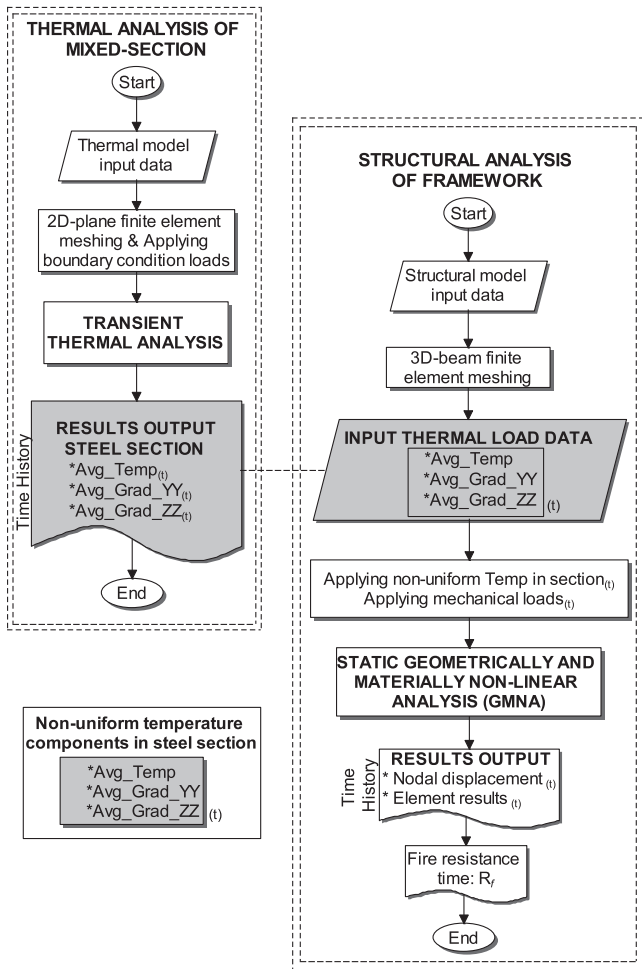 THERMAL ANALYISIS OF
MIXED-SECTION
Start
Thermal model
input data
2D-plane finite element
meshing & Applying
boundary condition loads
TRANSIENT
THERMAL ANALYSIS
Time History
RESULTS OUTPUT
STEEL SECTION
*Avg_Temp(t)
*Avg_Grad_YY(t)
*Avg_Grad_ZZ(t)
End
Non-uniform temperature
components in steel section
*Avg_Temp
*Avg_Grad_YY
*Avg_Grad_ZZ (t)
STRUCTURAL ANALYSIS
OF FRAMEWORK
Start
Structural model
input data
3D-beam finite
element meshing
INPUT THERMAL LOAD DATA
*Avg_Temp
*Avg_Grad_YY
*Avg_Grad_ZZ (t)
Applying non-uniform Temp in section(t)
Applying mechanical loads(t)
STATIC GEOMETRICALLY AND
MATERIALLY NON-LINEAR
ANALYSIS (GMNA)
Time
History
RESULTS OUTPUT
* Nodal displacement (t)
* Element results (t)
Fire resistance
time: Rf
End